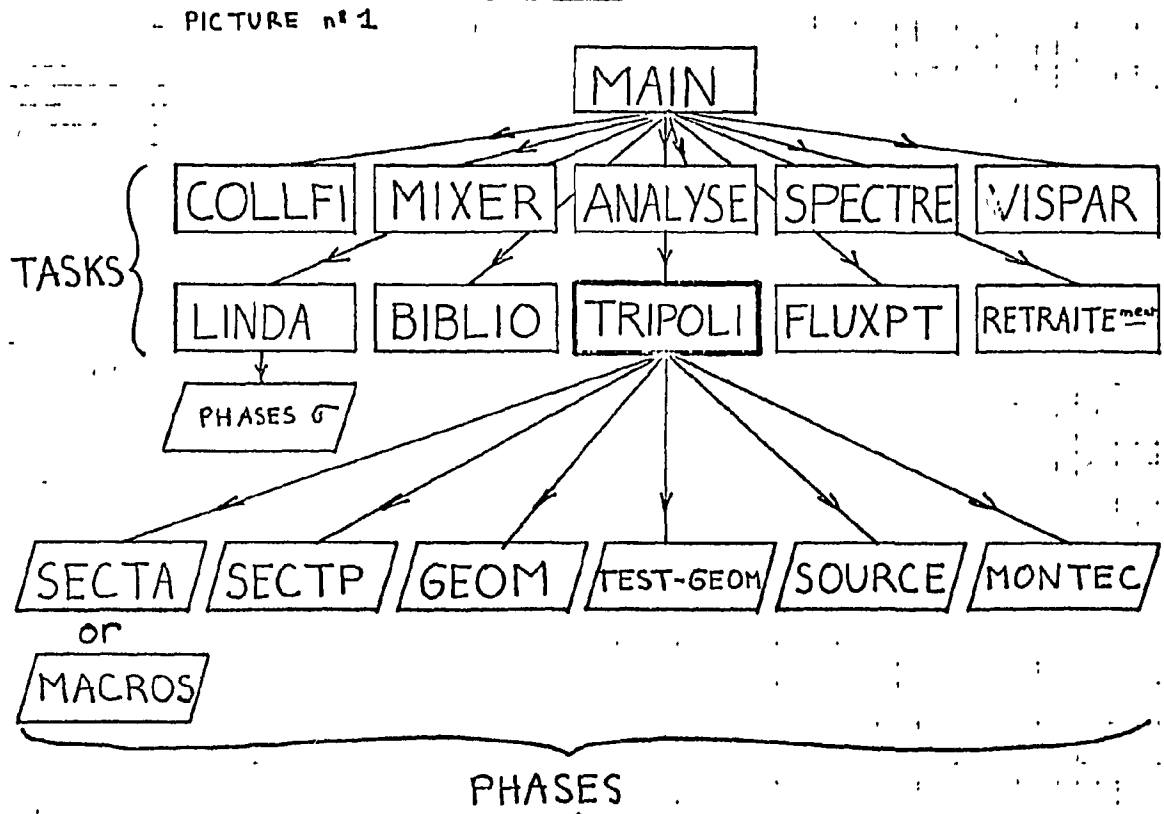 PICTURE n° 1
MAIN
COLLFI MIXER ANALYSE SPECTRE VISPAR
TASKS
LINDA BIBLIO TRIPOLI FLUXPT RETRAITEment
PHASES σ
SECTA SECTP GEOM TEST-GEOM SOURCE MONTEC
or
MACROS
PHASES